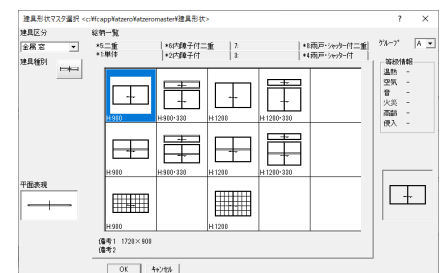 建具形状マスタ選択 <c:¥fcapp¥atzero¥atzeromaster¥建具形状>
? ×
建具区分
金属窓
建具種別
総称一覧
*5:二重 *6:内障子付二重 7: *8:雨戸・シャッター付二重
*1:単体 *2:内障子付 3: *4:雨戸・シャッター付
グループ A
等級情報
温熱 -
空気 -
音 -
火災 -
高齢 -
侵入 -
H:900 H:900・330 H:1200 H:1200・330
H:900 H:900・330 H:1200 H:1200・330
H:900 H:1200
平面表現
備考1 1720×900
備考2
OK キャンセル